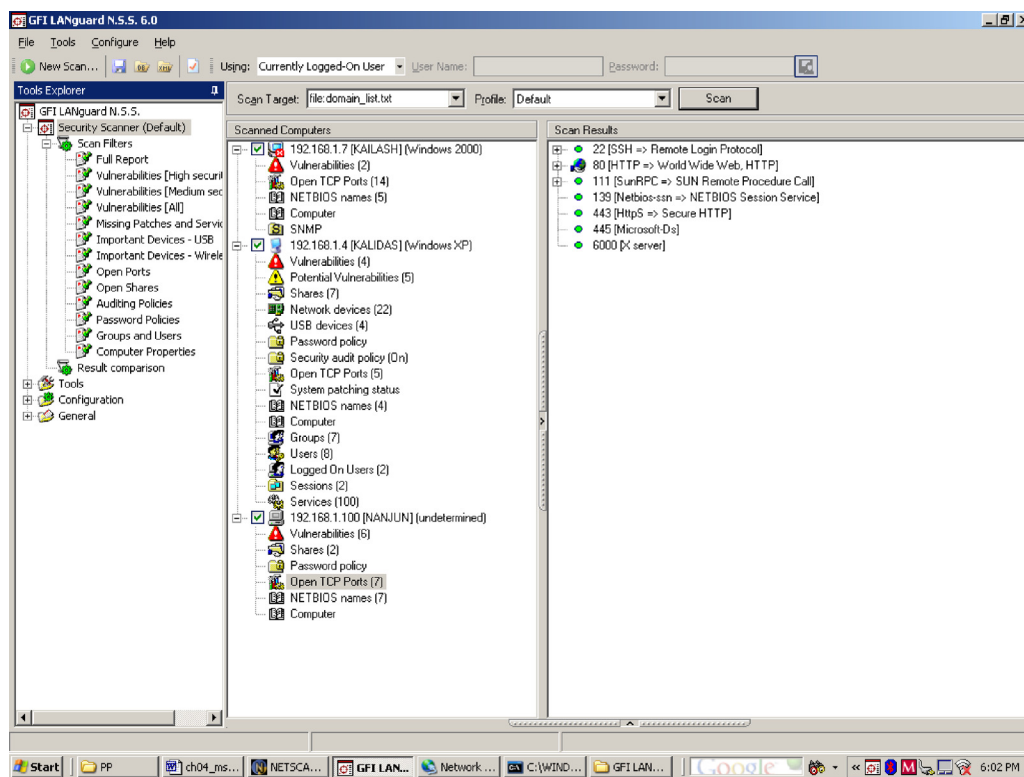 GFI LANguard N.S.S. 6.0
File Tools Configure Help
New Scan... Using: Currently Logged-On User User Name: Password:
Tools Explorer
Scan Target: file:domain_list.txt Profile: Default Scan
GFI LANguard N.S.S.
Security Scanner (Default)
Scan Filters
Full Report
Vulnerabilities [High securit
Vulnerabilities [Medium sec
Vulnerabilities [All]
Missing Patches and Servic
Important Devices - USB
Important Devices - Wirele
Open Ports
Open Shares
Auditing Policies
Password Policies
Groups and Users
Computer Properties
Result comparison
Tools
Configuration
General
Scanned Computers
192.168.1.7 [KAILASH] (Windows 2000)
Vulnerabilities (2)
Open TCP Ports (14)
NETBIOS names (5)
Computer
SNMP
192.168.1.4 [KALIDAS] (Windows XP)
Vulnerabilities (4)
Potential Vulnerabilities (5)
Shares (7)
Network devices (22)
USB devices (4)
Password policy
Security audit policy (On)
Open TCP Ports (5)
System patching status
NETBIOS names (4)
Computer
Groups (7)
Users (8)
Logged On Users (2)
Sessions (2)
Services (100)
192.168.1.100 [NANJUN] (undetermined)
Vulnerabilities (6)
Shares (2)
Password policy
Open TCP Ports (7)
NETBIOS names (7)
Computer
Scan Results
22 [SSH => Remote Login Protocol]
80 [HTTP => World Wide Web, HTTP]
111 [SunRPC => SUN Remote Procedure Call]
139 [Netbios-ssn => NETBIOS Session Service]
443 [HttpS => Secure HTTP]
445 [Microsoft-Ds]
6000 [X server]
Start PP ch04_ms... NETSCA... GFI LAN... Network ... C:\WIND... GFI LAN... Google 6:02 PM